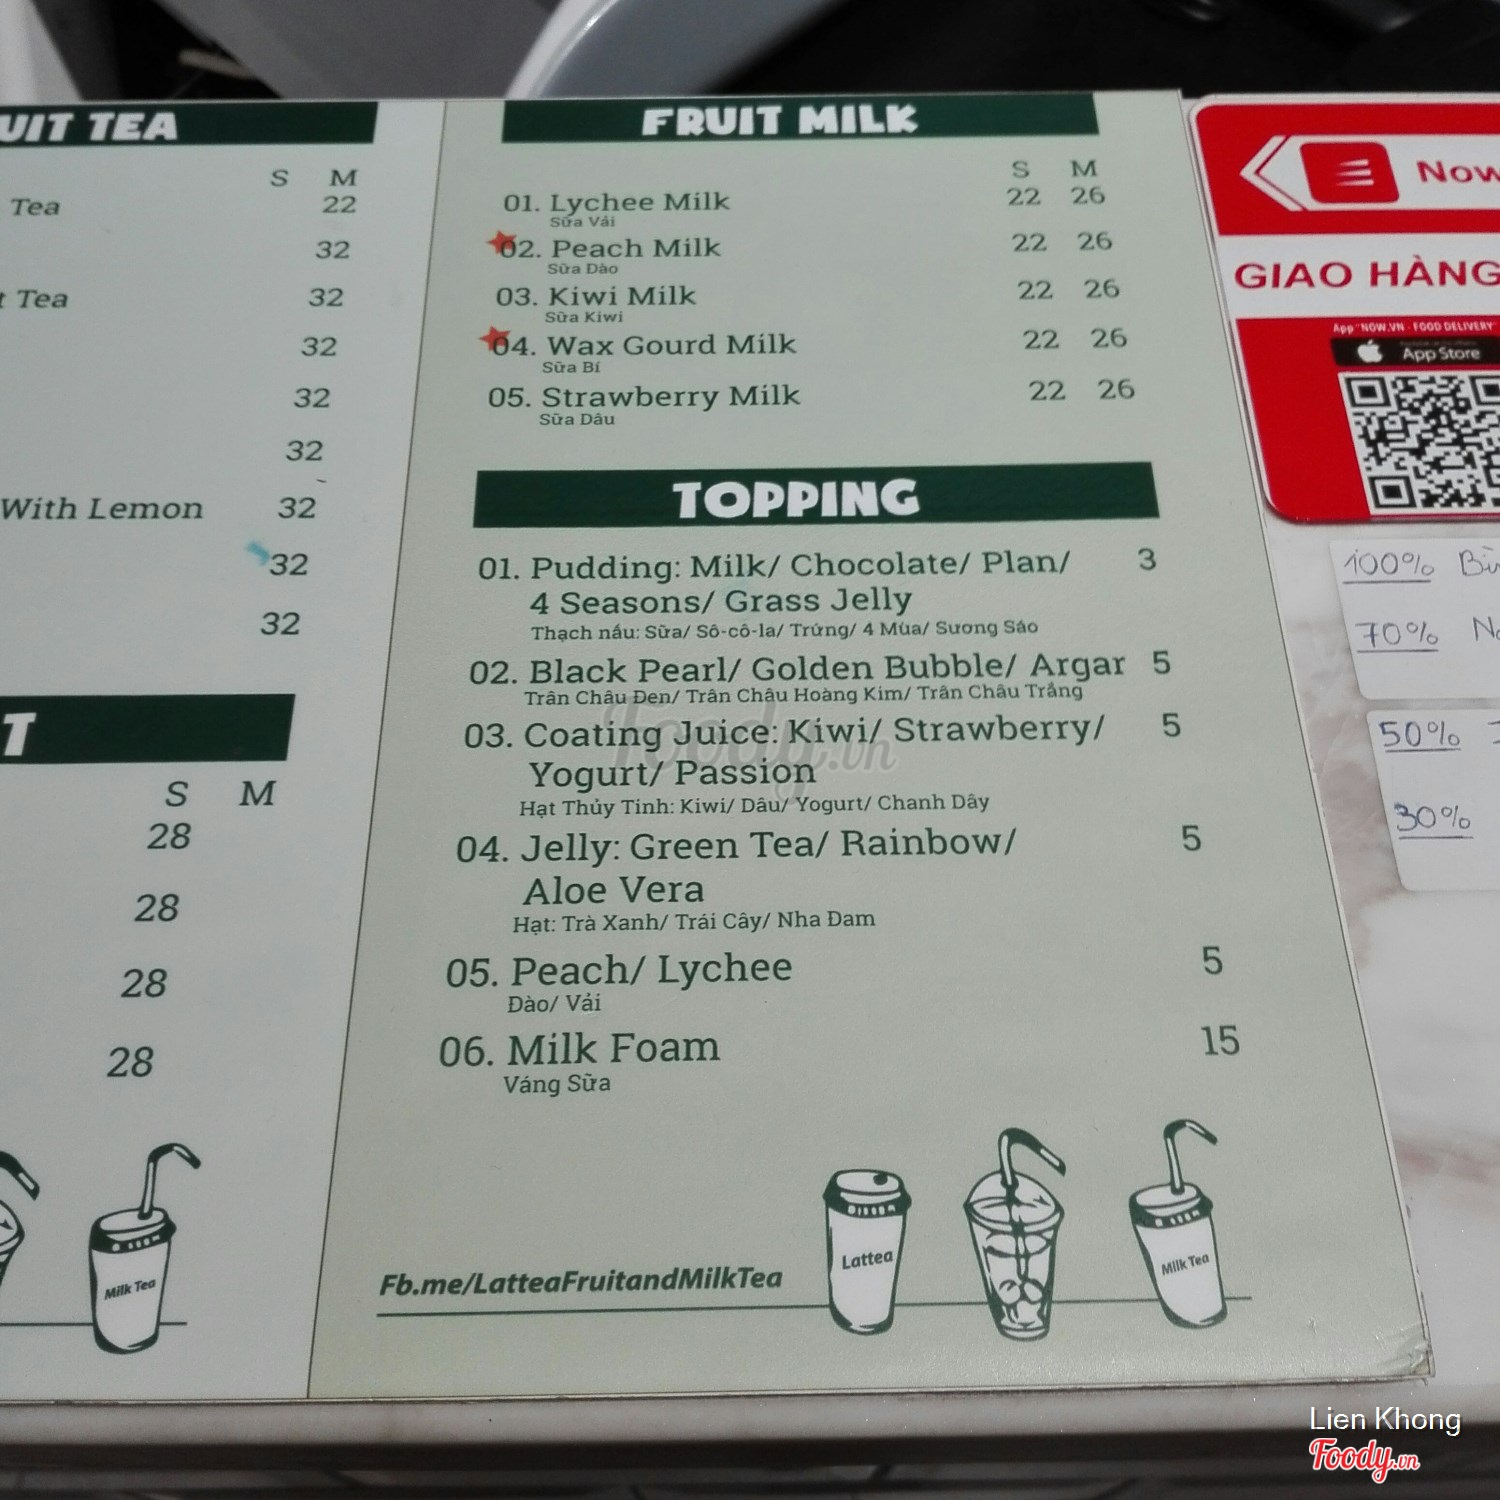 UIT TEA
S M
Tea 22
32
t Tea 32
32
32
32
With Lemon 32
32
32
T
S M
28
28
28
28
Milk Tea
FRUIT MILK
S M
01. Lychee Milk 22 26
Sữa Vải
02. Peach Milk 22 26
Sữa Dào
03. Kiwi Milk 22 26
Sữa Kiwi
04. Wax Gourd Milk 22 26
Sữa Bí
05. Strawberry Milk 22 26
Sữa Dâu
TOPPING
01. Pudding: Milk/ Chocolate/ Plan/ 3
4 Seasons/ Grass Jelly
Thạch nấu: Sữa/ Sô-cô-la/ Trứng/ 4 Mùa/ Sương Sáo
02. Black Pearl/ Golden Bubble/ Argar 5
Trân Châu Đen/ Trân Châu Hoàng Kim/ Trân Châu Trắng
03. Coating Juice: Kiwi/ Strawberry/ 5
Yogurt/ Passion
Hạt Thủy Tinh: Kiwi/ Dâu/ Yogurt/ Chanh Dây
04. Jelly: Green Tea/ Rainbow/ 5
Aloe Vera
Hạt: Trà Xanh/ Trái Cây/ Nha Đam
05. Peach/ Lychee 5
Đào/ Vải
06. Milk Foam 15
Váng Sữa
Fb.me/LatteaFruitandMilkTea
Lattea
Milk Tea
Now
GIAO HÀNG
App "NOW.VN - FOOD DELIVERY"
App Store
100%
70%
50%
30%
Foody.vn
Lien Khong
Foody.vn